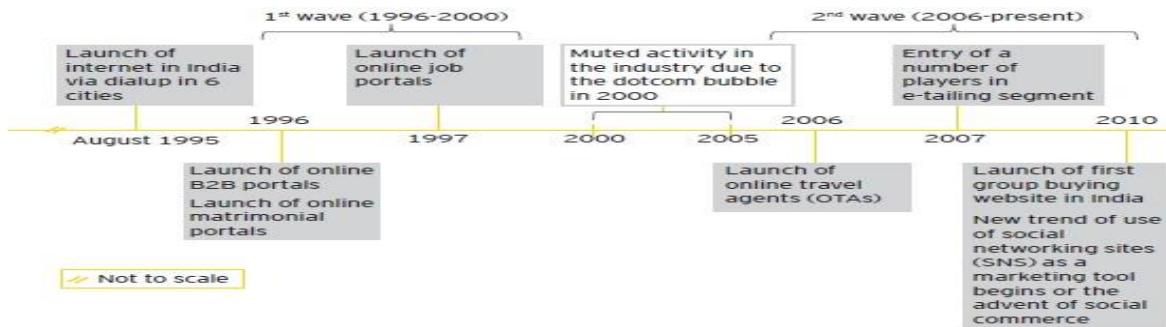 1st wave (1996-2000)
2nd wave (2006-present)
Launch of
internet in India
via dialup in 6
cities
Launch of
online job
portals
Muted activity in
the industry due to
the dotcom bubble
in 2000
Entry of a
number of
players in
e-tailing segment
August 1995
1996
1997
2000
2005
2006
2007
2010
Launch of online
B2B portals
Launch of online
matrimonial
portals
Launch of
online travel
agents (OTAs)
Launch of first
group buying
website in India
New trend of use
of social
networking sites
(SNS) as a
marketing tool
begins or the
advent of social
commerce
Not to scale